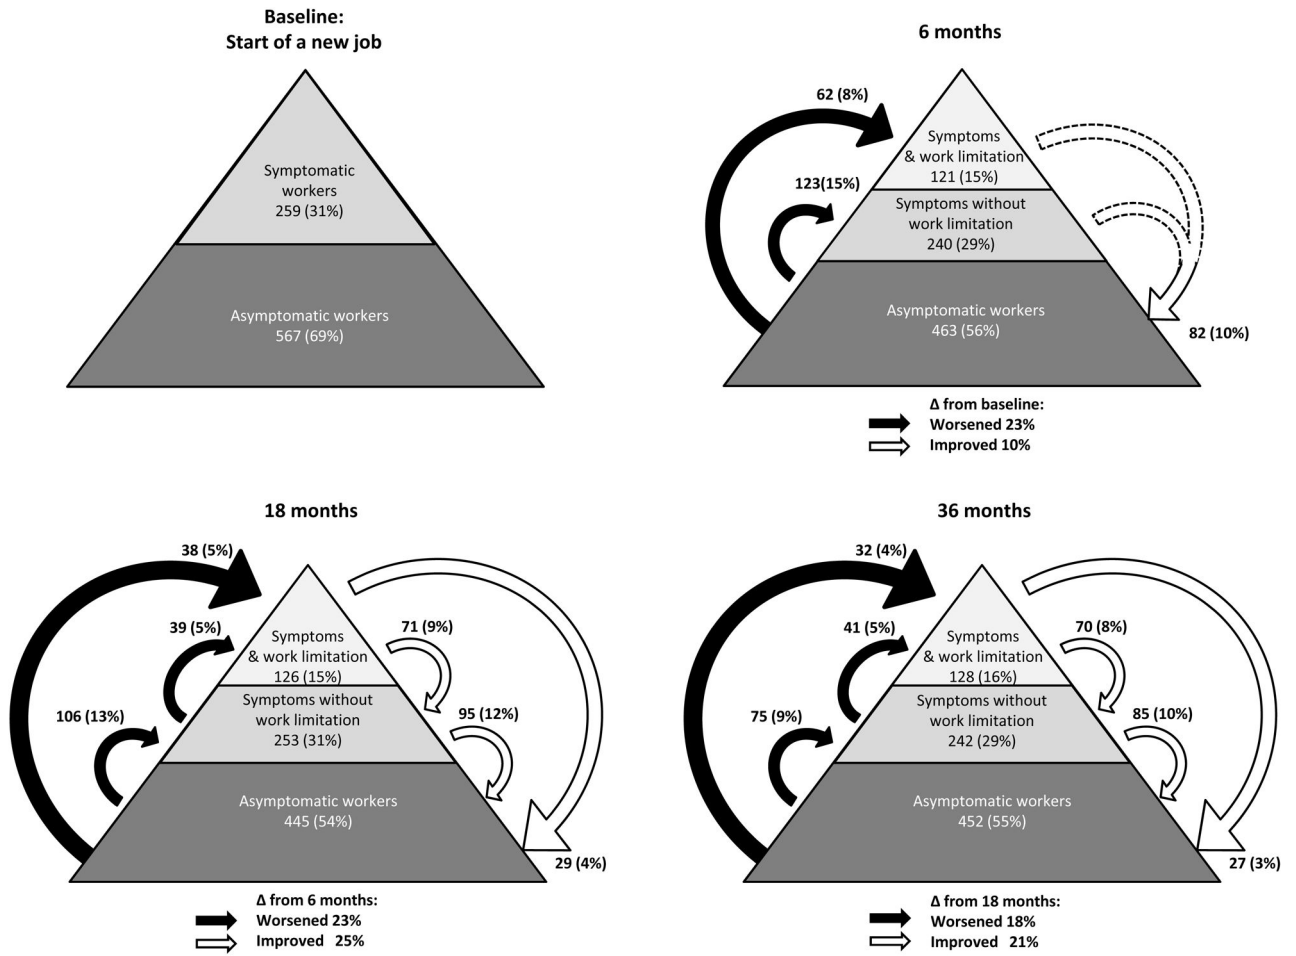 Baseline:
Start of a new job
Symptomatic
workers
259 (31%)
Asymptomatic workers
567 (69%)
6 months
62 (8%)
123(15%)
Symptoms
& work limitation
121 (15%)
Symptoms without
work limitation
240 (29%)
Asymptomatic workers
463 (56%)
82 (10%)
Δ from baseline:
Worsened 23%
Improved 10%
18 months
38 (5%)
39 (5%)
71 (9%)
Symptoms
& work limitation
126 (15%)
106 (13%)
95 (12%)
Symptoms without
work limitation
253 (31%)
Asymptomatic workers
445 (54%)
29 (4%)
Δ from 6 months:
Worsened 23%
Improved 25%
36 months
32 (4%)
41 (5%)
70 (8%)
Symptoms
& work limitation
128 (16%)
75 (9%)
85 (10%)
Symptoms without
work limitation
242 (29%)
Asymptomatic workers
452 (55%)
27 (3%)
Δ from 18 months:
Worsened 18%
Improved 21%